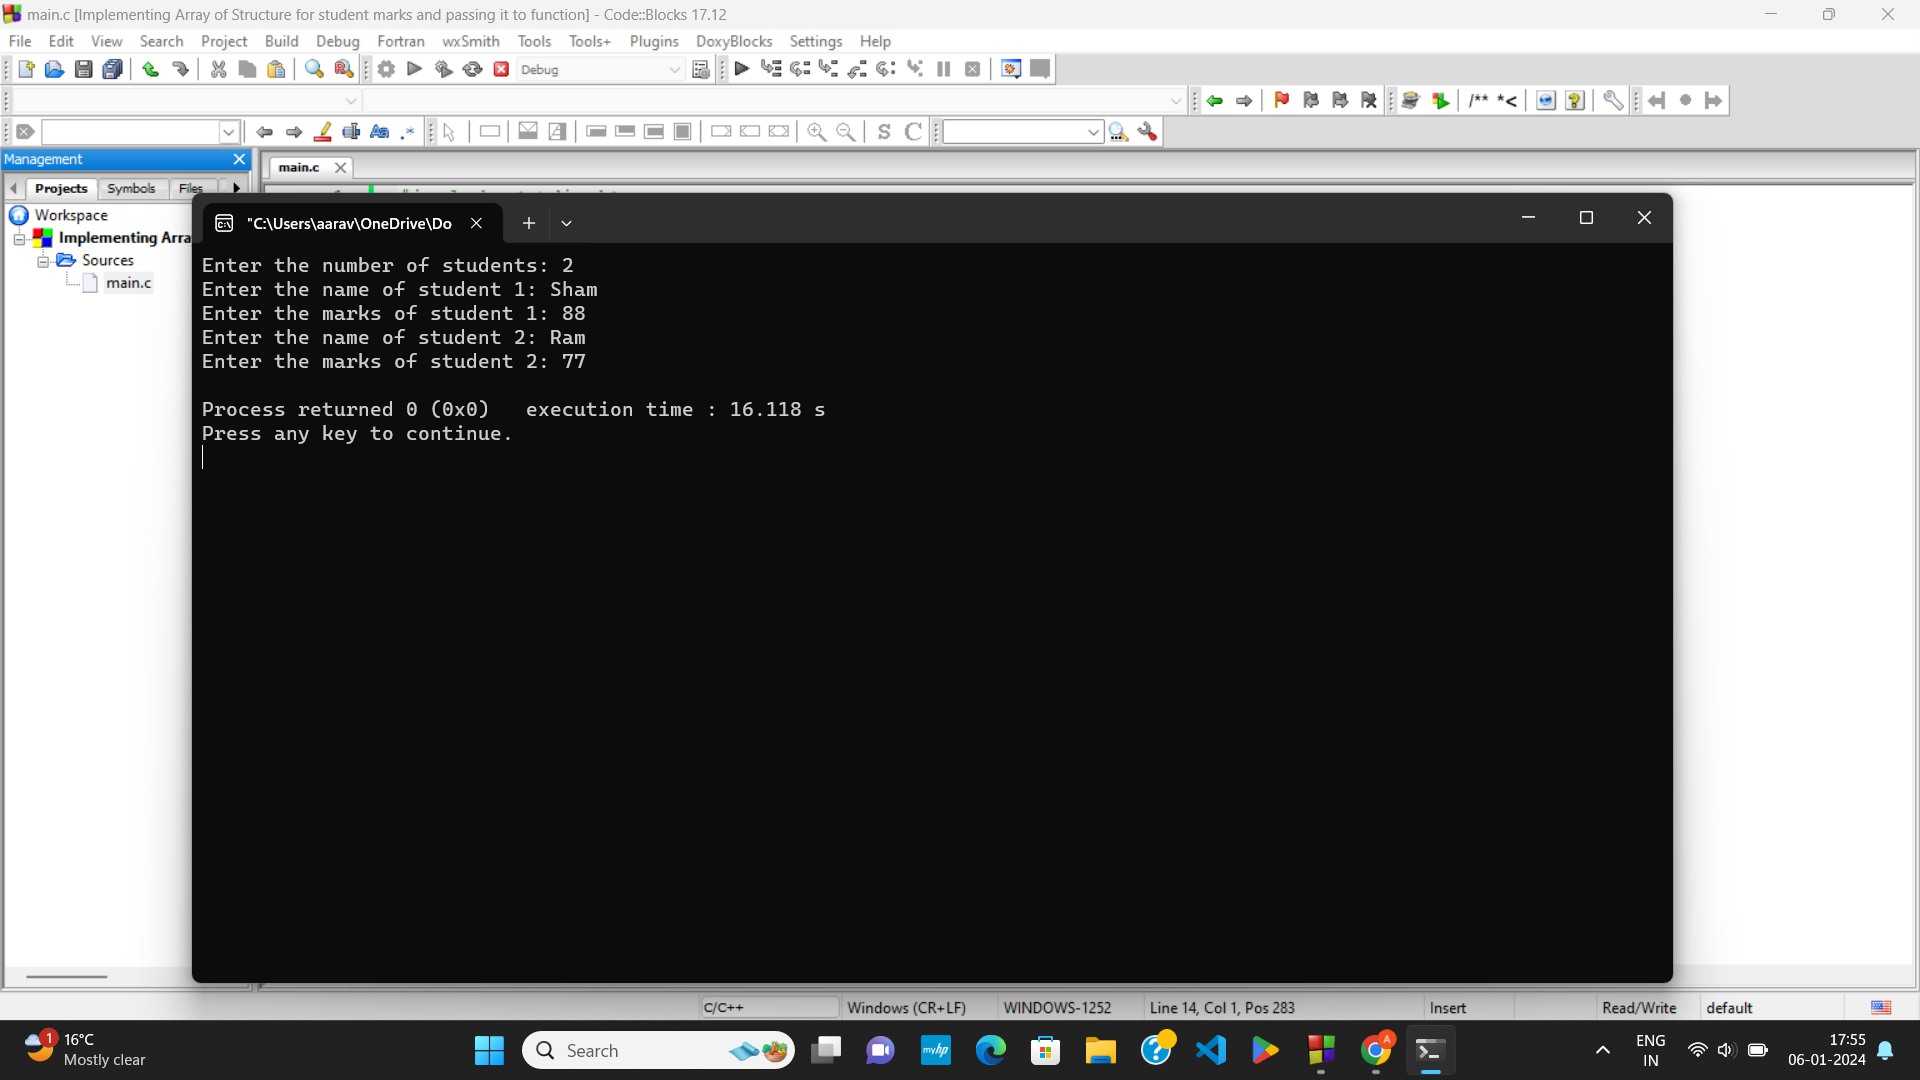 main.c [Implementing Array of Structure for student marks and passing it to function] - Code::Blocks 17.12
File Edit View Search Project Build Debug Fortran wxSmith Tools Tools+ Plugins DoxyBlocks Settings Help
Debug
/** *<
Aa .*
S C
Management
main.c
Projects Symbols Files
Workspace
Implementing Arra
Sources
main.c
"C:\Users\aarav\OneDrive\Do
Enter the number of students: 2
Enter the name of student 1: Sham
Enter the marks of student 1: 88
Enter the name of student 2: Ram
Enter the marks of student 2: 77
Process returned 0 (0x0)   execution time : 16.118 s
Press any key to continue.
C/C++ Windows (CR+LF) WINDOWS-1252 Line 14, Col 1, Pos 283 Insert Read/Write default
1 16°C
Mostly clear
Search
myhp
A
ENG
IN
17:55
06-01-2024